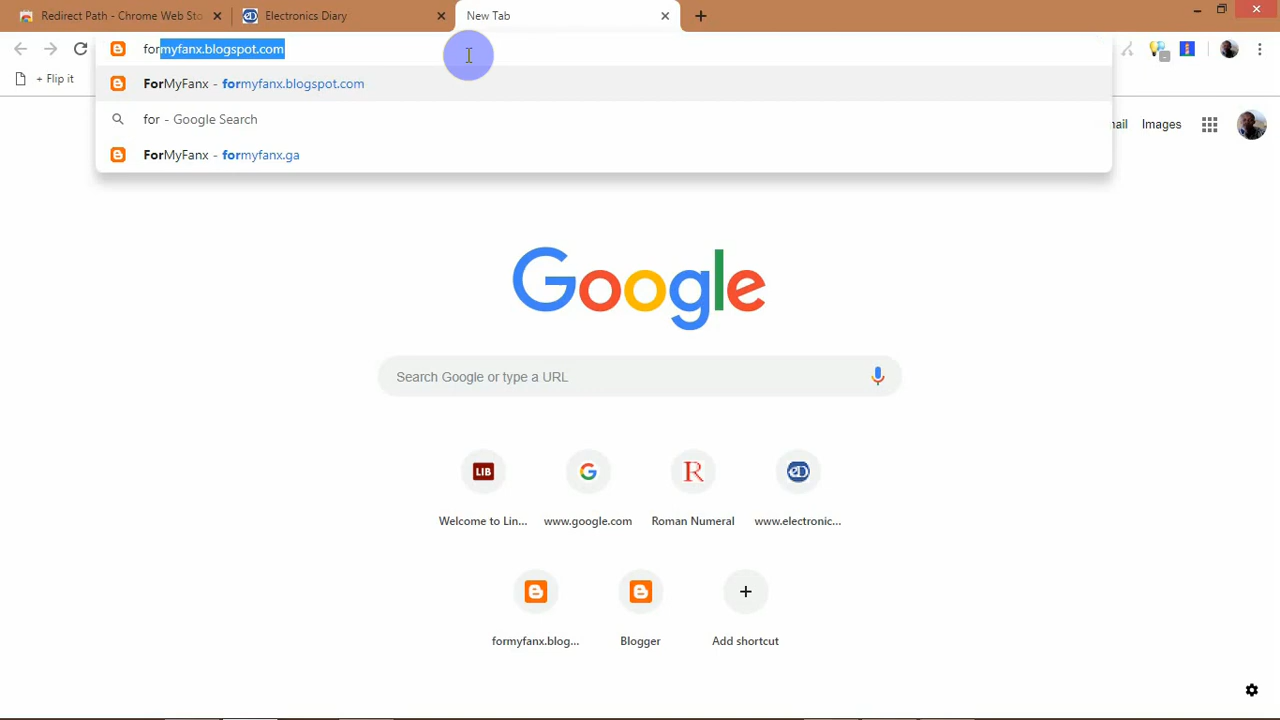 Redirect Path - Chrome Web Sto
Electronics Diary
New Tab
formyfanx.blogspot.com
+ Flip it
ForMyFanx - formyfanx.blogspot.com
for - Google Search
ForMyFanx - formyfanx.ga
ail Images
Google
Search Google or type a URL
LIB
G
R
eD
Welcome to Lin...
www.google.com
Roman Numeral
www.electronic...
formyfanx.blog...
Blogger
Add shortcut